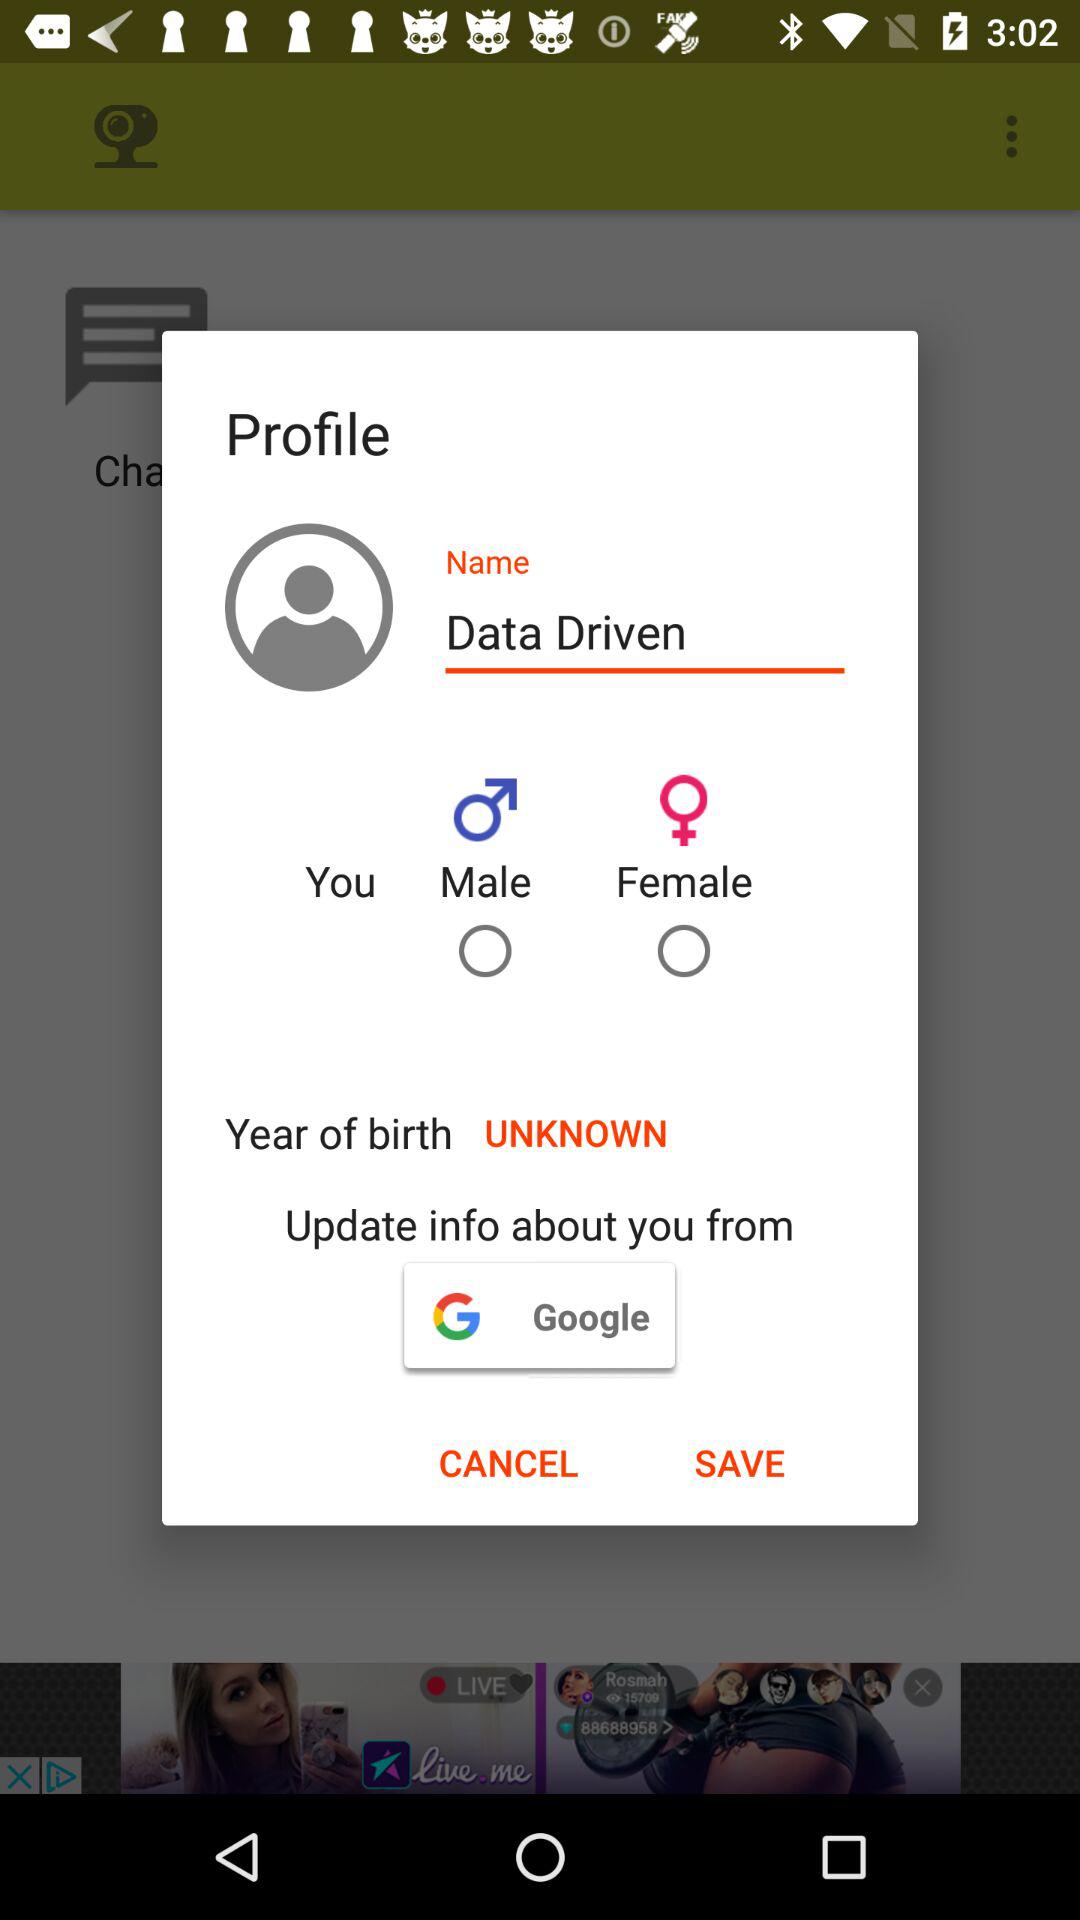 FAKE
3:02
Cha
Profile
Name
Data Driven
You
Male
Female
Year of birth UNKNOWN
Update info about you from
Google
CANCEL
SAVE
LIVE
live.me
Rosmah
15709
88688958 >